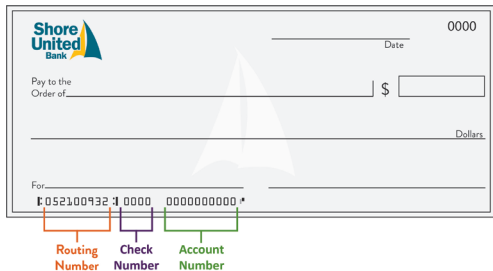 Shore
United
Bank
0000
Date
Pay to the
Order of
$
Dollars
For
⑆052100932⑆ 0000 0000000000⑈
Routing
Number
Check
Number
Account
Number